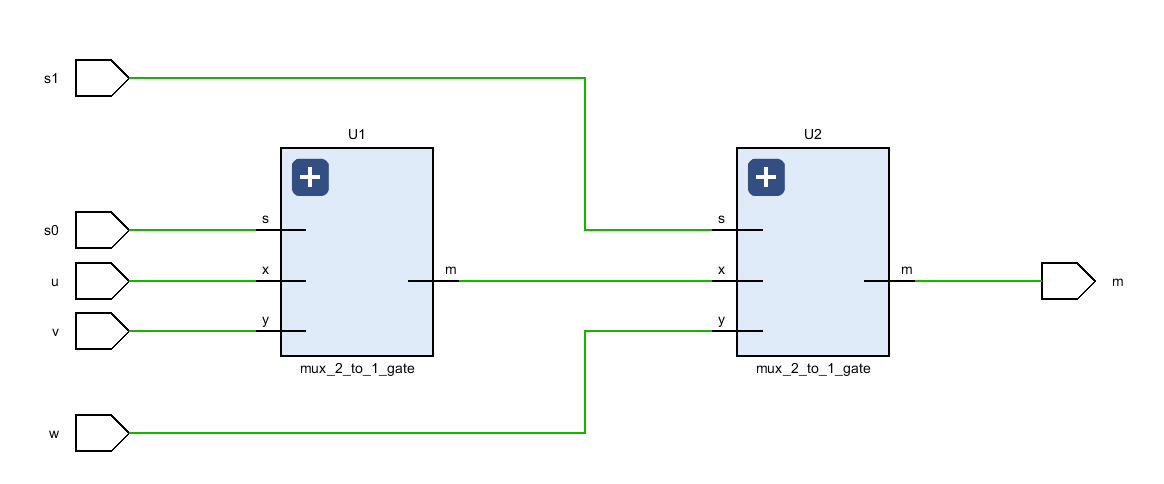 s1
U1
U2
s
s
s0
x
m
x
m
u
m
y
y
v
mux_2_to_1_gate
mux_2_to_1_gate
w